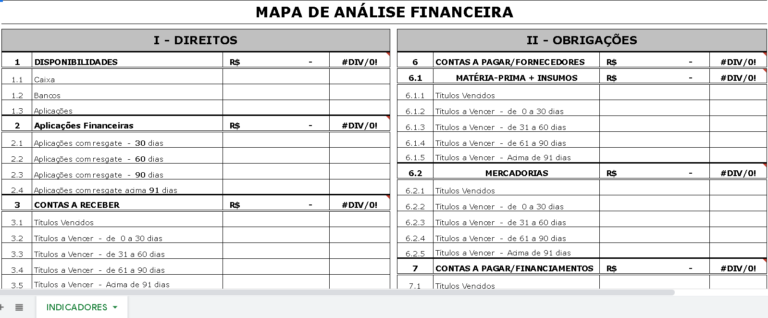 MAPA DE ANÁLISE FINANCEIRA
I - DIREITOS
1 DISPONIBILIDADES R$ - #DIV/0!
1.1 Caixa
1.2 Bancos
1.3 Aplicações
2 Aplicações Financeiras R$ - #DIV/0!
2.1 Aplicações com resgate - 30 dias
2.2 Aplicações com resgate - 60 dias
2.3 Aplicações com resgate - 90 dias
2.4 Aplicações com resgate acima 91 dias
3 CONTAS A RECEBER R$ - #DIV/0!
3.1 Títulos Vencidos
3.2 Títulos a Vencer - de 0 a 30 dias
3.3 Títulos a Vencer - de 31 a 60 dias
3.4 Títulos a Vencer - de 61 a 90 dias
3.5 Títulos a Vencer - Acima de 91 dias
II - OBRIGAÇÕES
6 CONTAS A PAGAR/FORNECEDORES R$ - #DIV/0!
6.1 MATÉRIA-PRIMA + INSUMOS R$ - #DIV/0!
6.1.1 Títulos Vencidos
6.1.2 Títulos a Vencer - de 0 a 30 dias
6.1.3 Títulos a Vencer - de 31 a 60 dias
6.1.4 Títulos a Vencer - de 61 a 90 dias
6.1.5 Títulos a Vencer - Acima de 91 dias
6.2 MERCADORIAS R$ - #DIV/0!
6.2.1 Títulos Vencidos
6.2.2 Títulos a Vencer - de 0 a 30 dias
6.2.3 Títulos a Vencer - de 31 a 60 dias
6.2.4 Títulos a Vencer - de 61 a 90 dias
6.2.5 Títulos a Vencer - Acima de 91 dias
7 CONTAS A PAGAR/FINANCIAMENTOS R$ - #DIV/0!
7.1 Títulos Vencidos
INDICADORES